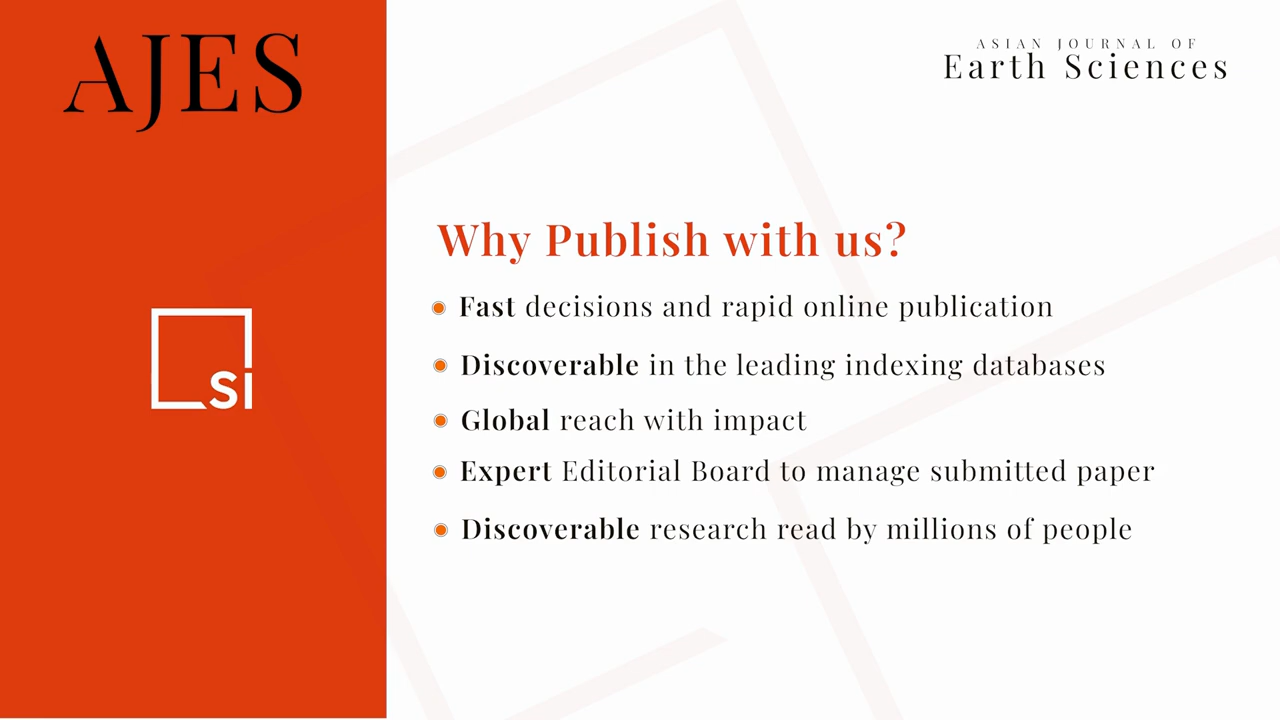 AJES
ASIAN JOURNAL OF
Earth Sciences
si
Why Publish with us?
Fast decisions and rapid online publication
Discoverable in the leading indexing databases
Global reach with impact
Expert Editorial Board to manage submitted paper
Discoverable research read by millions of people